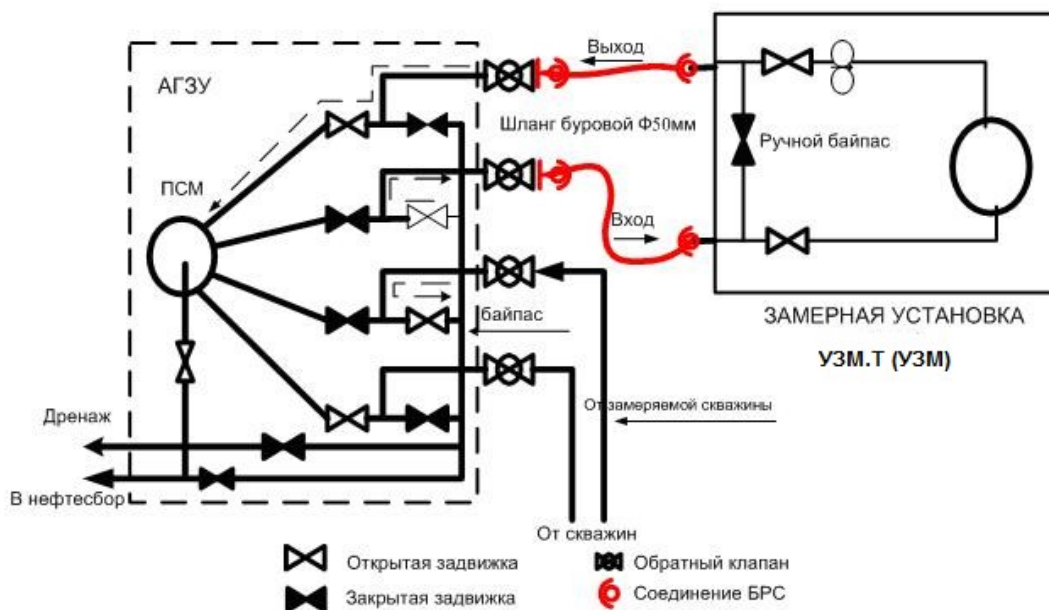 АГЗУ
Выход
Шланг буровой Ф50мм
Ручной байпас
ПСМ
Вход
байпас
ЗАМЕРНАЯ УСТАНОВКА
УЗМ.Т (УЗМ)
От замеряемой скважины
Дренаж
В нефтесбор
От скважин
Открытая задвижка
Обратный клапан
Закрытая задвижка
Соединение БРС